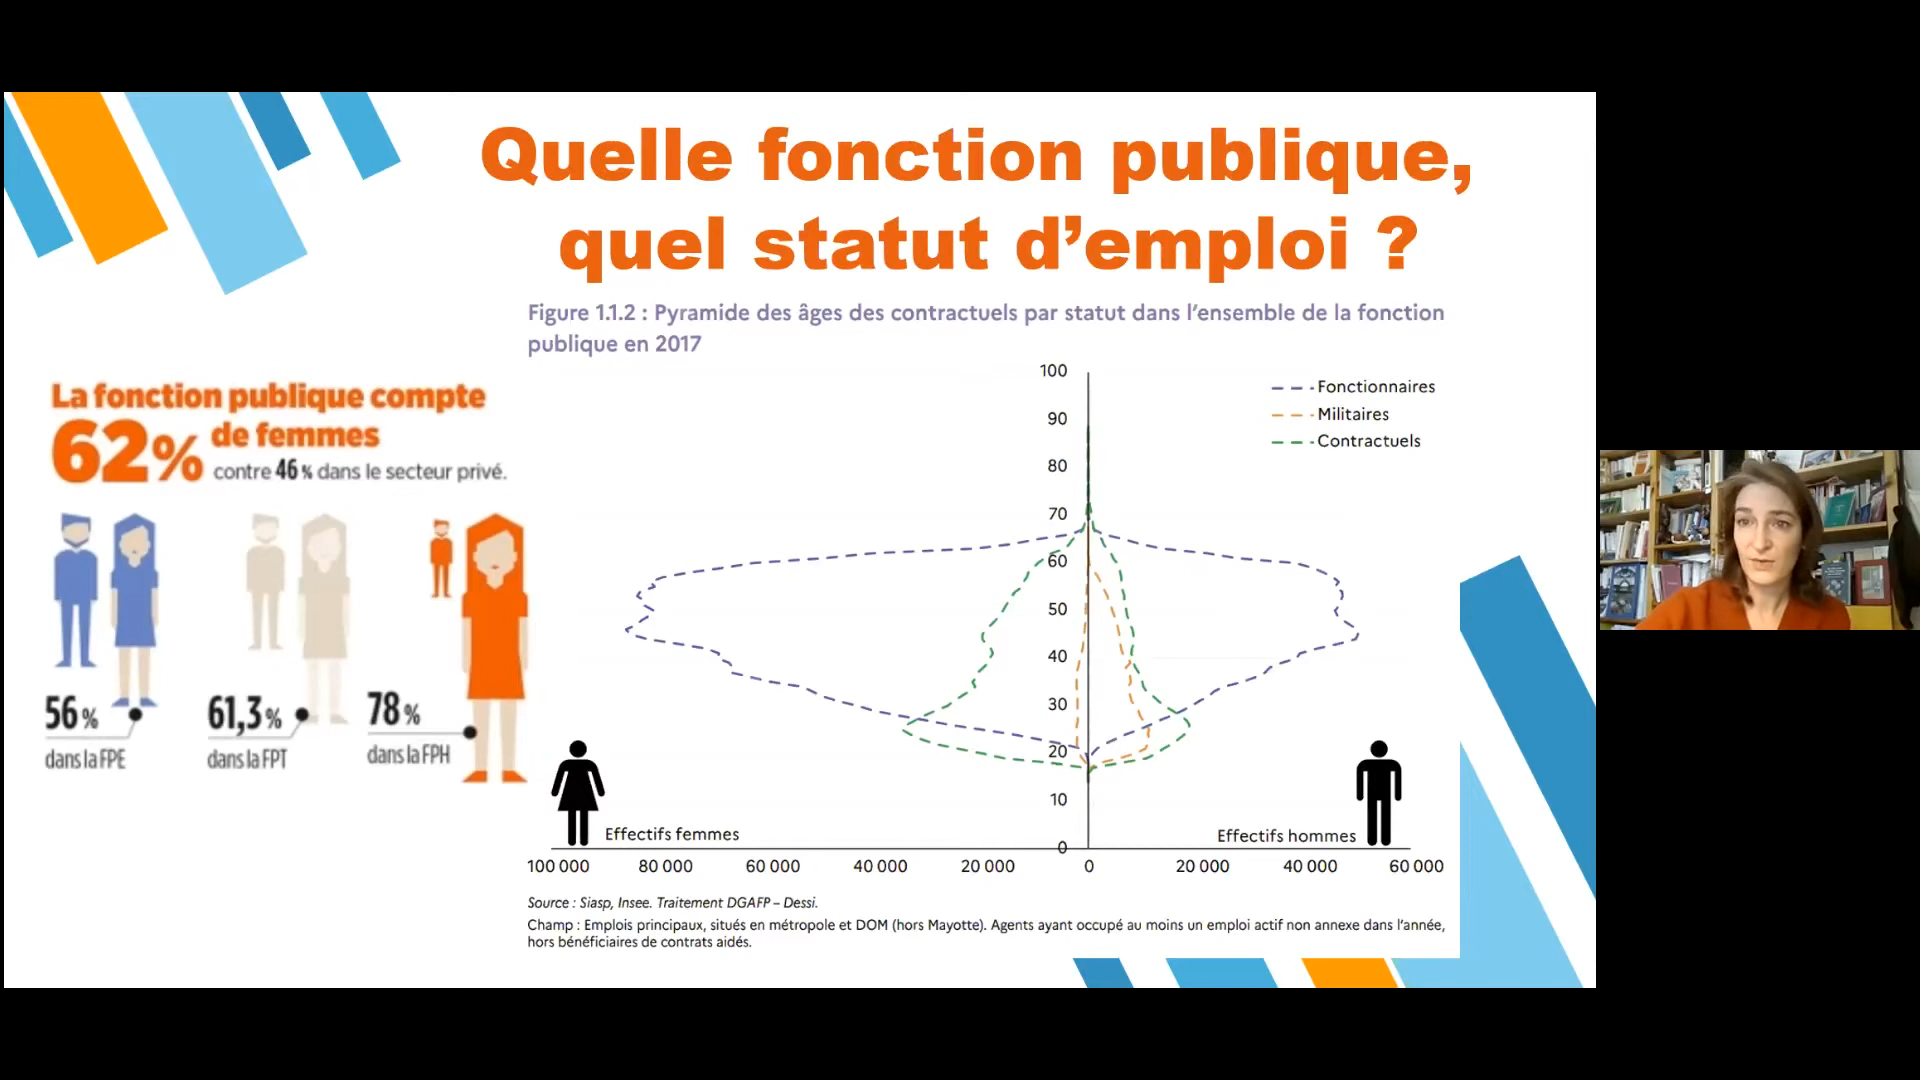 Quelle fonction publique,
quel statut d’emploi ?
Figure 1.1.2 : Pyramide des âges des contractuels par statut dans l’ensemble de la fonction
publique en 2017
La fonction publique compte
62% de femmes
contre 46 % dans le secteur privé.
56 %
dans la FPE
61,3 %
dans la FPT
78 %
dans la FPH
100
90
80
70
60
50
40
30
20
10
0
Fonctionnaires
Militaires
Contractuels
Effectifs femmes
Effectifs hommes
100 000 80 000 60 000 40 000 20 000 0 20 000 40 000 60 000
Source : Siasp, Insee. Traitement DGAFP – Dessi.
Champ : Emplois principaux, situés en métropole et DOM (hors Mayotte). Agents ayant occupé au moins un emploi actif non annexe dans l’année,
hors bénéficiaires de contrats aidés.